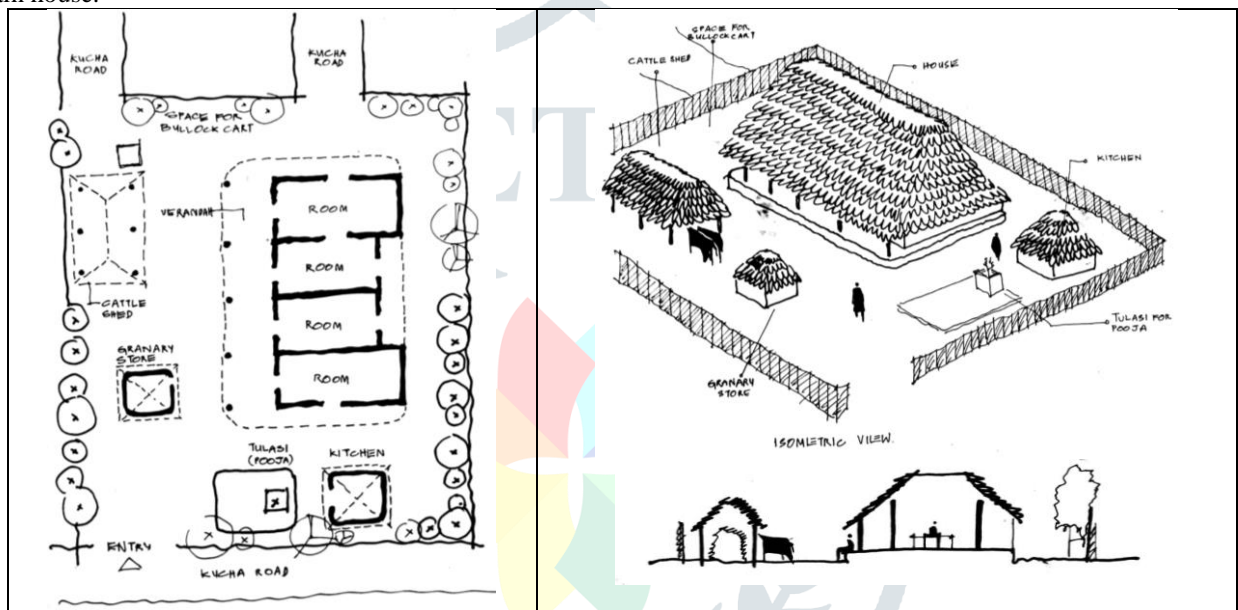 KUCHA
ROAD
KUCHA
ROAD
SPACE FOR
BULLOCK CART
VERANDAH
ROOM
ROOM
ROOM
ROOM
CATTLE
SHED
GRANARY
STORE
TULASI
(POOJA)
KITCHEN
ENTRY
KUCHA ROAD
SPACE FOR
BULLOCK CART
CATTLE SHED
HOUSE
KITCHEN
TULASI FOR
POOJA
GRANARY
STORE
ISOMETRIC VIEW.